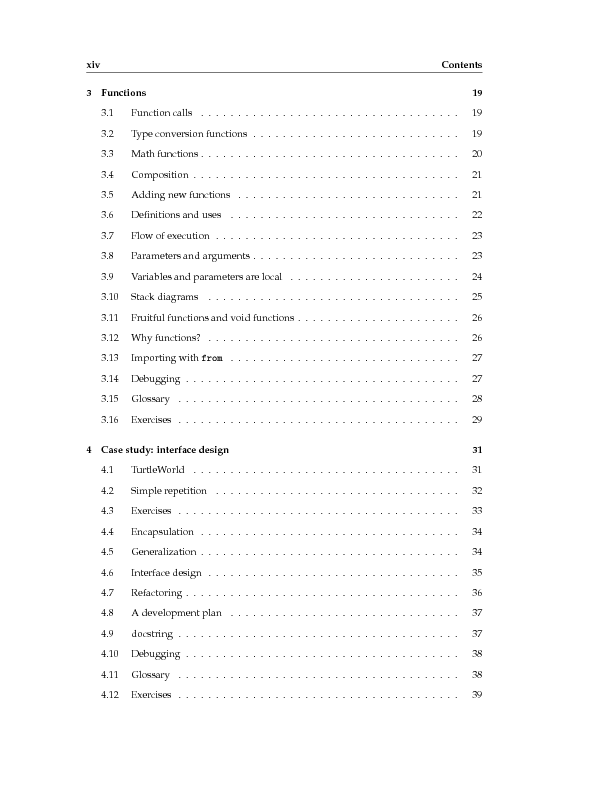 xiv Contents
3 Functions 19
3.1 Function calls . . . . . . . . . . . . . . . . . . . . . . . . . . . . . . . . . . 19
3.2 Type conversion functions . . . . . . . . . . . . . . . . . . . . . . . . . . . 19
3.3 Math functions . . . . . . . . . . . . . . . . . . . . . . . . . . . . . . . . . . 20
3.4 Composition . . . . . . . . . . . . . . . . . . . . . . . . . . . . . . . . . . . 21
3.5 Adding new functions . . . . . . . . . . . . . . . . . . . . . . . . . . . . . 21
3.6 Definitions and uses . . . . . . . . . . . . . . . . . . . . . . . . . . . . . . 22
3.7 Flow of execution . . . . . . . . . . . . . . . . . . . . . . . . . . . . . . . . 23
3.8 Parameters and arguments . . . . . . . . . . . . . . . . . . . . . . . . . . . 23
3.9 Variables and parameters are local . . . . . . . . . . . . . . . . . . . . . . 24
3.10 Stack diagrams . . . . . . . . . . . . . . . . . . . . . . . . . . . . . . . . . 25
3.11 Fruitful functions and void functions . . . . . . . . . . . . . . . . . . . . . 26
3.12 Why functions? . . . . . . . . . . . . . . . . . . . . . . . . . . . . . . . . . 26
3.13 Importing with from . . . . . . . . . . . . . . . . . . . . . . . . . . . . . . 27
3.14 Debugging . . . . . . . . . . . . . . . . . . . . . . . . . . . . . . . . . . . . 27
3.15 Glossary . . . . . . . . . . . . . . . . . . . . . . . . . . . . . . . . . . . . . 28
3.16 Exercises . . . . . . . . . . . . . . . . . . . . . . . . . . . . . . . . . . . . . 29
4 Case study: interface design 31
4.1 TurtleWorld . . . . . . . . . . . . . . . . . . . . . . . . . . . . . . . . . . . 31
4.2 Simple repetition . . . . . . . . . . . . . . . . . . . . . . . . . . . . . . . . 32
4.3 Exercises . . . . . . . . . . . . . . . . . . . . . . . . . . . . . . . . . . . . . 33
4.4 Encapsulation . . . . . . . . . . . . . . . . . . . . . . . . . . . . . . . . . . 34
4.5 Generalization . . . . . . . . . . . . . . . . . . . . . . . . . . . . . . . . . . 34
4.6 Interface design . . . . . . . . . . . . . . . . . . . . . . . . . . . . . . . . . 35
4.7 Refactoring . . . . . . . . . . . . . . . . . . . . . . . . . . . . . . . . . . . . 36
4.8 A development plan . . . . . . . . . . . . . . . . . . . . . . . . . . . . . . 37
4.9 docstring . . . . . . . . . . . . . . . . . . . . . . . . . . . . . . . . . . . . . 37
4.10 Debugging . . . . . . . . . . . . . . . . . . . . . . . . . . . . . . . . . . . . 38
4.11 Glossary . . . . . . . . . . . . . . . . . . . . . . . . . . . . . . . . . . . . . 38
4.12 Exercises . . . . . . . . . . . . . . . . . . . . . . . . . . . . . . . . . . . . . 39